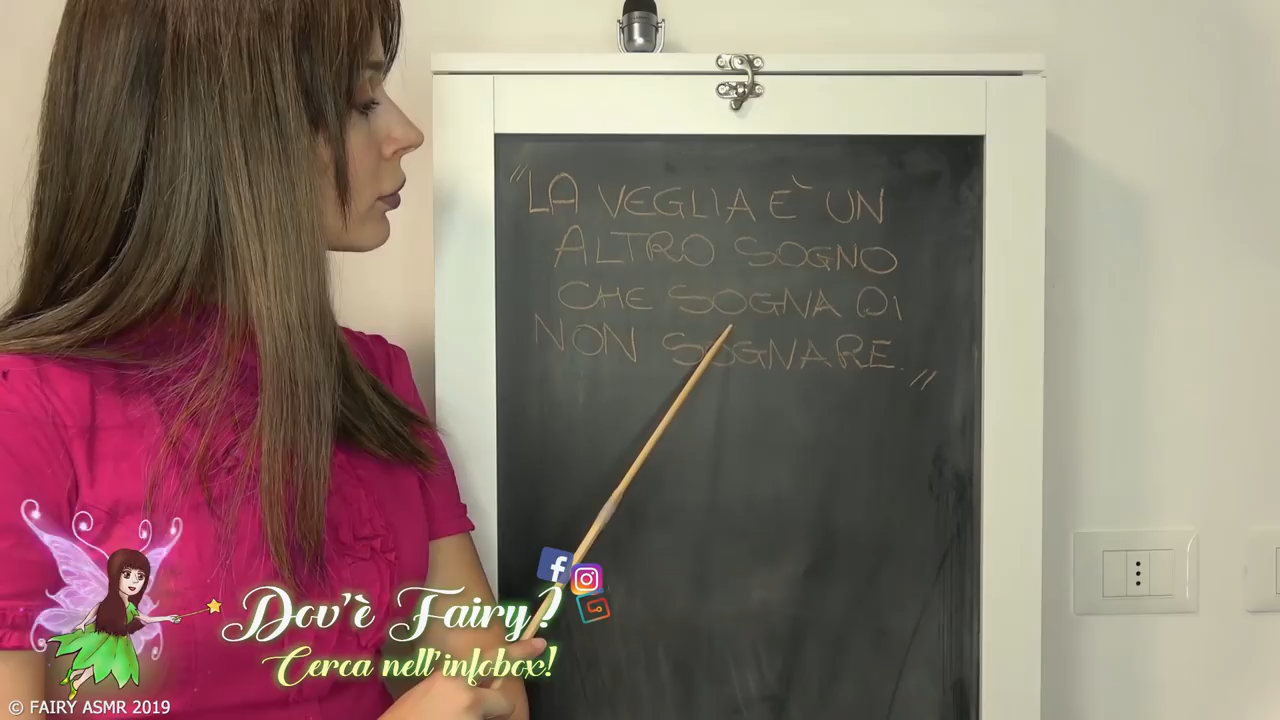 "LA VEGLIA È UN
ALTRO SOGNO
CHE SOGNA DI
NON SOGNARE."
Dov'è Fairy?
Cerca nell'infobox!
© FAIRY ASMR 2019